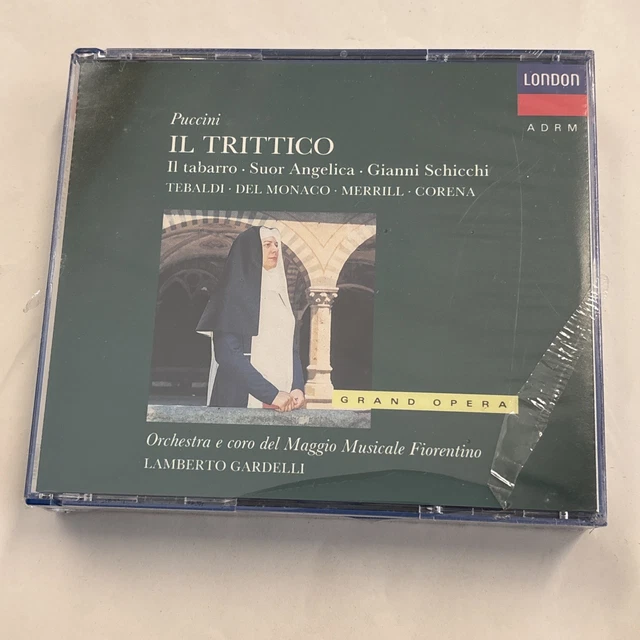 LONDON
ADRM
Puccini
IL TRITTICO
Il tabarro · Suor Angelica · Gianni Schicchi
TEBALDI · DEL MONACO · MERRILL · CORENA
GRAND OPERA
Orchestra e coro del Maggio Musicale Fiorentino
LAMBERTO GARDELLI